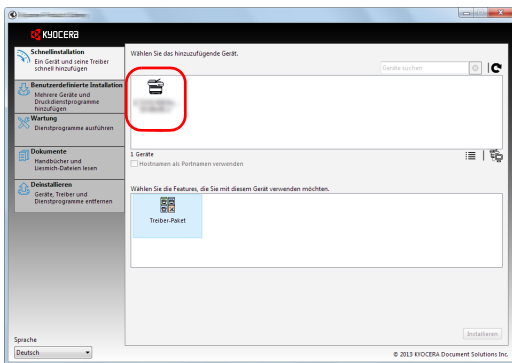 KYOCERA
Schnellinstallation
Ein Gerät und seine Treiber
schnell hinzufügen
Benutzerdefinierte Installation
Mehrere Geräte und
Druckdienstprogramme
hinzufügen
Wartung
Dienstprogramme ausführen
Dokumente
Handbücher und
Liesmich-Dateien lesen
Deinstallieren
Geräte, Treiber und
Dienstprogramme entfernen
Sprache
Deutsch
Wählen Sie das hinzuzufügende Gerät.
Geräte suchen
1 Geräte
Hostnamen als Portnamen verwenden
Wählen Sie die Features, die Sie mit diesem Gerät verwenden möchten.
Treiber-Paket
Installieren
© 2013 KYOCERA Document Solutions Inc.